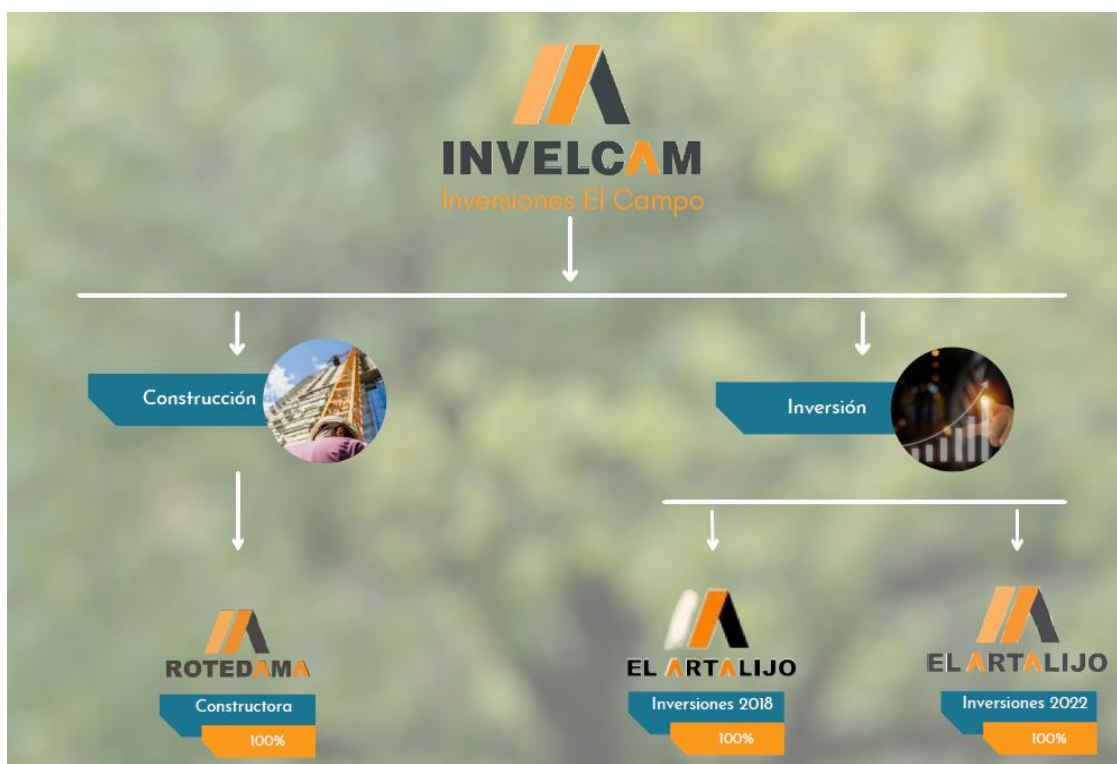 INVELCAM
Inversiones El Campo
Construcción
Inversión
ROTEDAMA
Constructora
100%
EL ARTALIJO
Inversiones 2018
100%
EL ARTALIJO
Inversiones 2022
100%